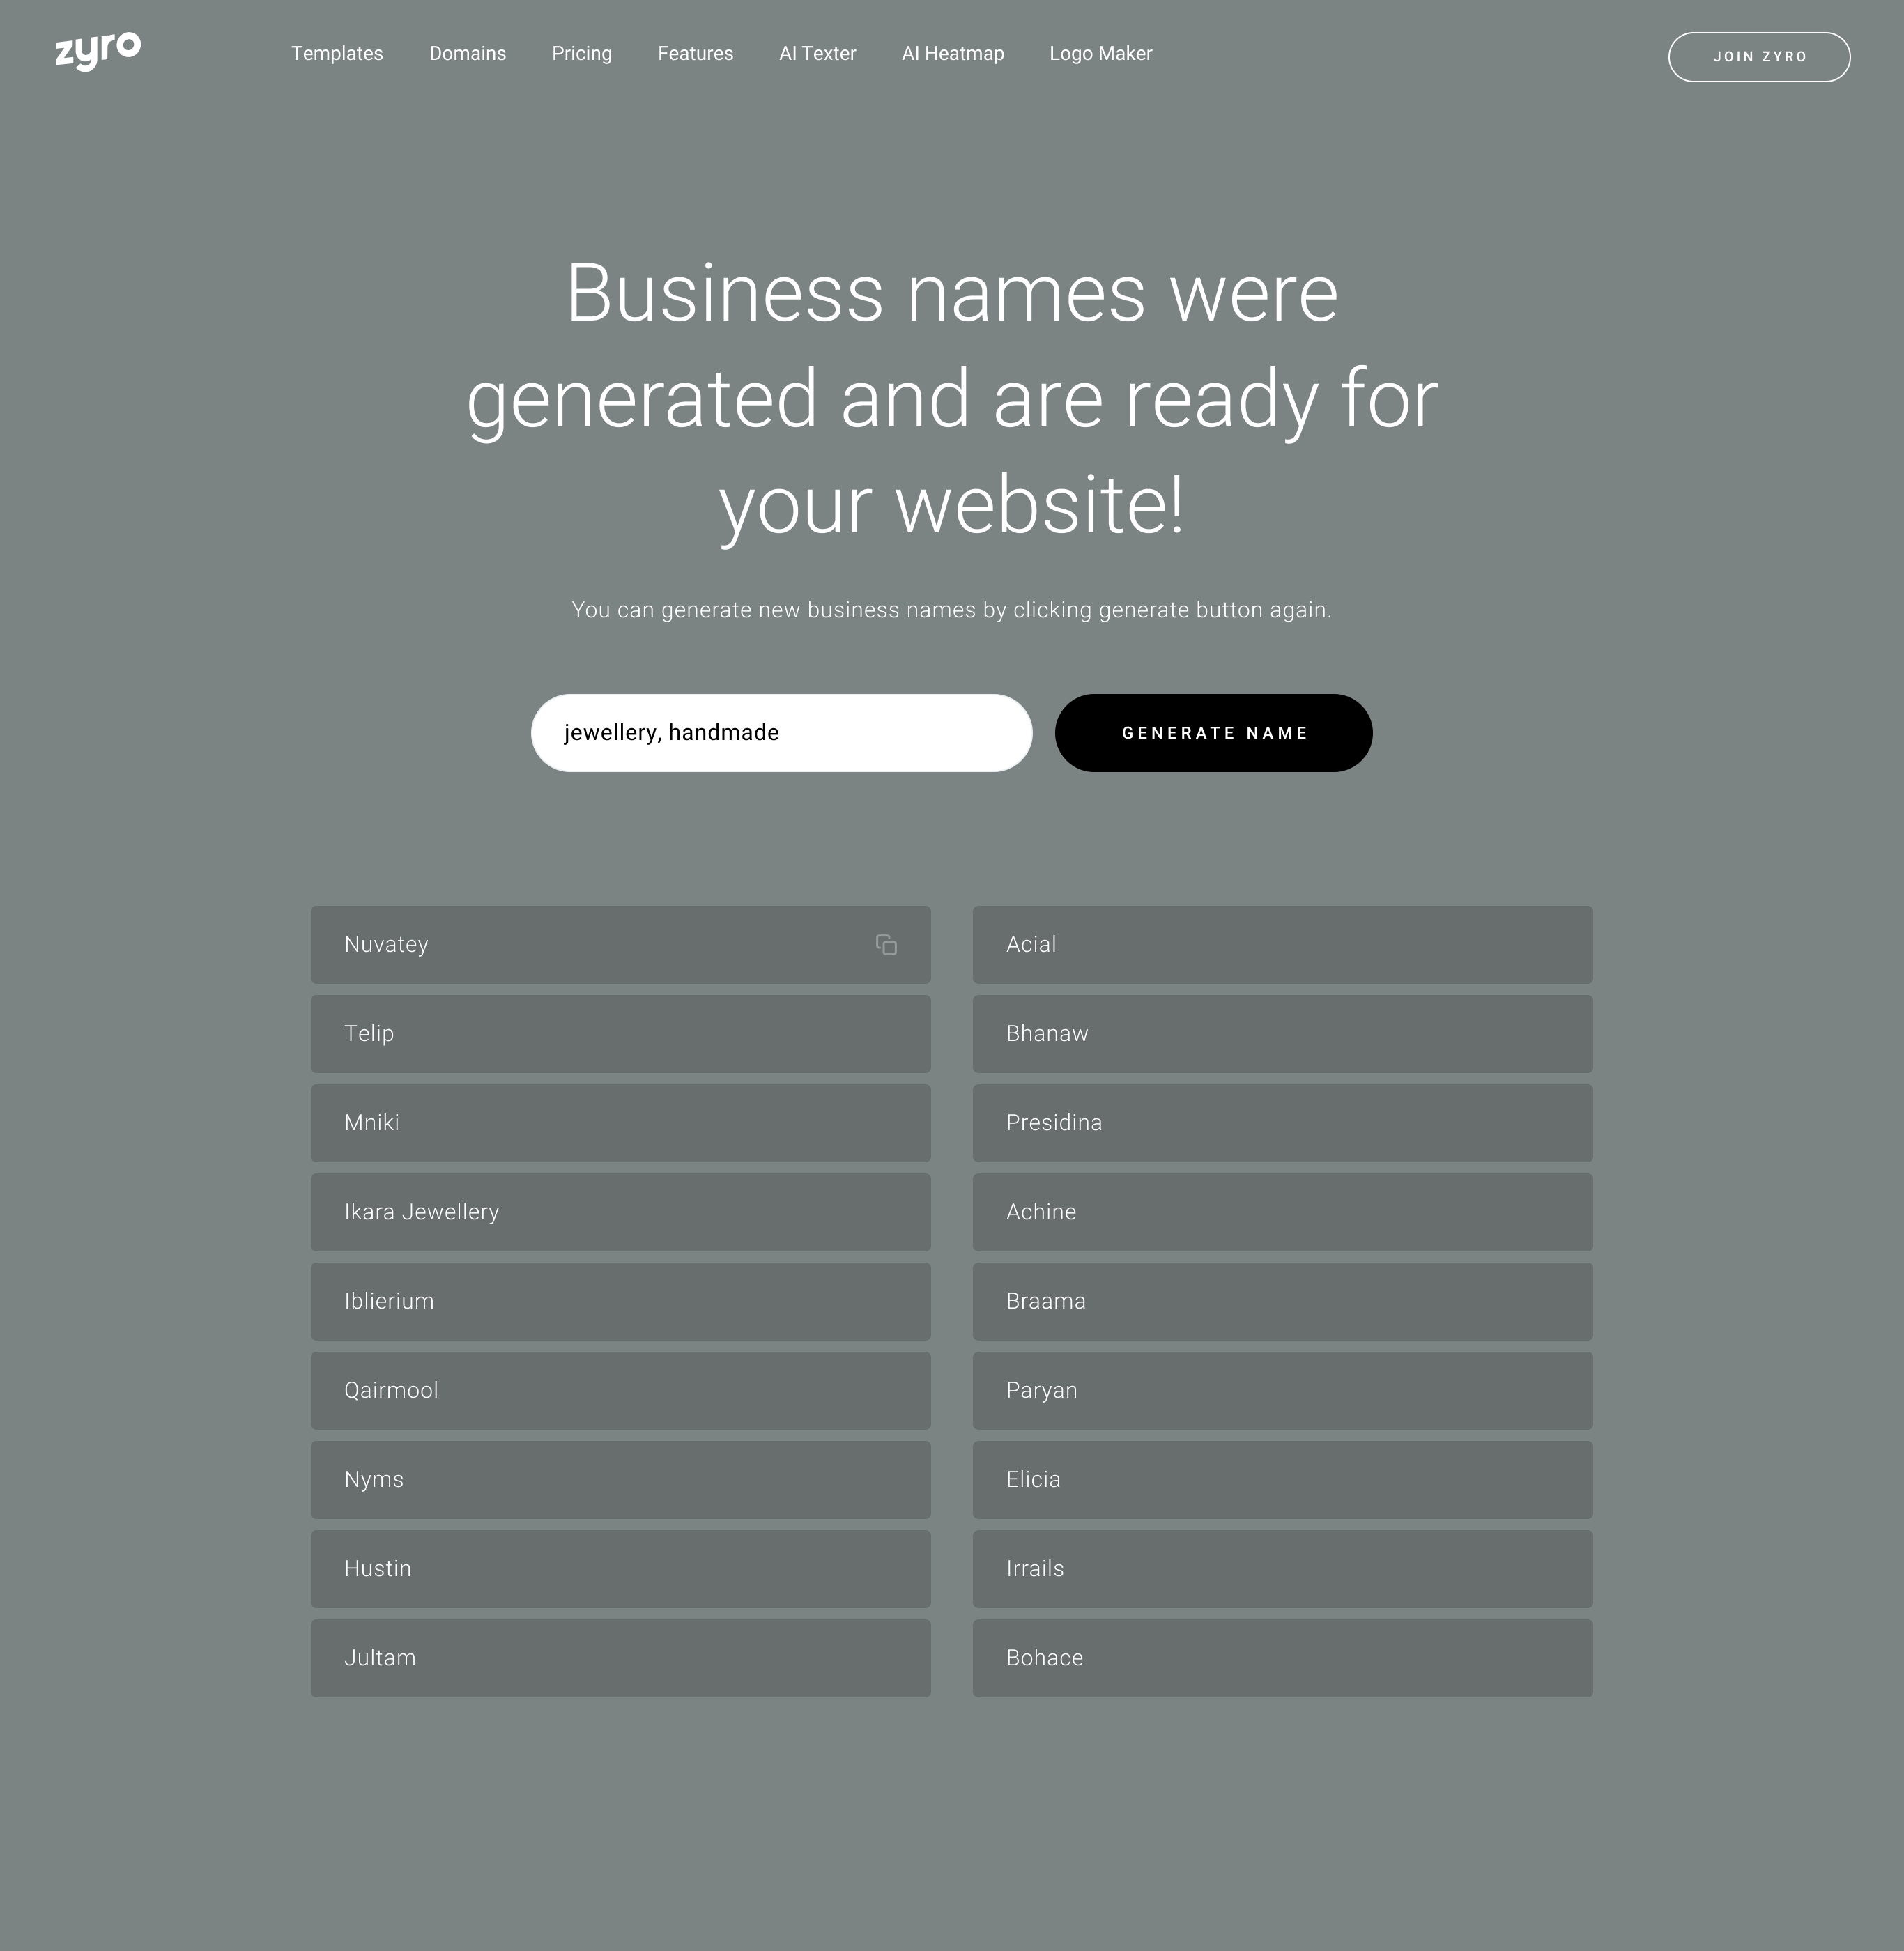 zyro
Templates Domains Pricing Features AI Texter AI Heatmap Logo Maker JOIN ZYRO
Business names were
generated and are ready for
your website!
You can generate new business names by clicking generate button again.
jewellery, handmade GENERATE NAME
Nuvatey Acial
Telip Bhanaw
Mniki Presidina
Ikara Jewellery Achine
Iblierium Braama
Qairmool Paryan
Nyms Elicia
Hustin Irrails
Jultam Bohace